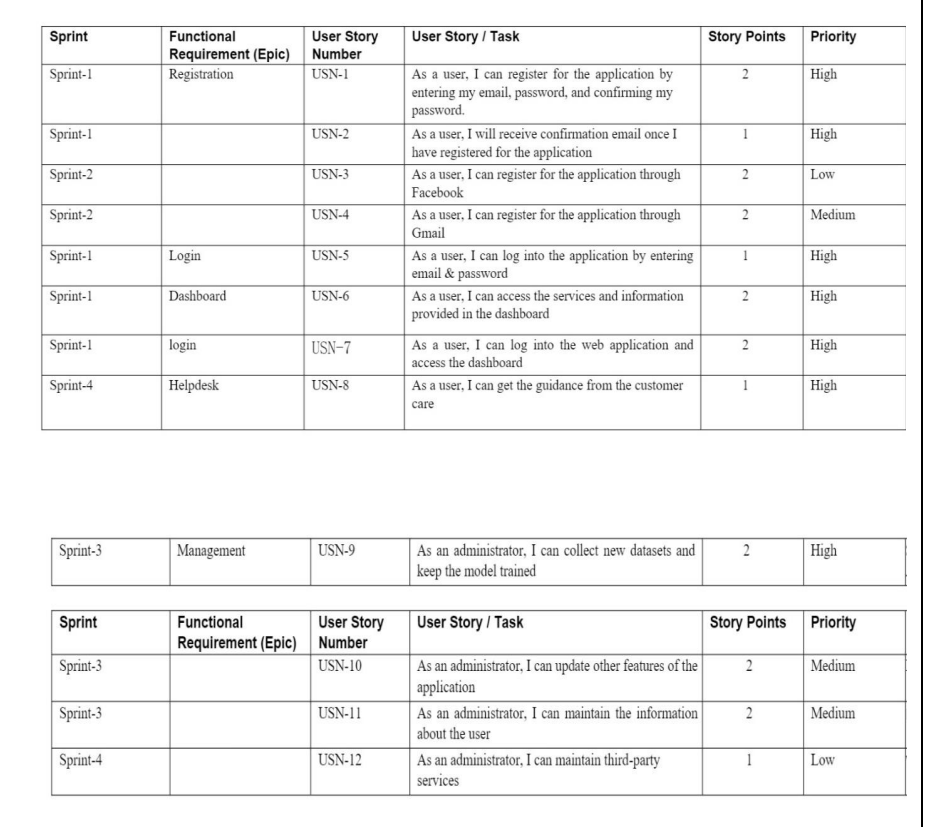 Sprint Functional User Story User Story / Task Story Points Priority
Requirement (Epic) Number
Sprint-1 Registration USN-1 As a user, I can register for the application by 2 High
entering my email, password, and confirming my
password.
Sprint-1 USN-2 As a user, I will receive confirmation email once I 1 High
have registered for the application
Sprint-2 USN-3 As a user, I can register for the application through 2 Low
Facebook
Sprint-2 USN-4 As a user, I can register for the application through 2 Medium
Gmail
Sprint-1 Login USN-5 As a user, I can log into the application by entering 1 High
email & password
Sprint-1 Dashboard USN-6 As a user, I can access the services and information 2 High
provided in the dashboard
Sprint-1 login USN-7 As a user, I can log into the web application and 2 High
access the dashboard
Sprint-4 Helpdesk USN-8 As a user, I can get the guidance from the customer 1 High
care
Sprint-3 Management USN-9 As an administrator, I can collect new datasets and 2 High
keep the model trained
Sprint Functional User Story User Story / Task Story Points Priority
Requirement (Epic) Number
Sprint-3 USN-10 As an administrator, I can update other features of the 2 Medium
application
Sprint-3 USN-11 As an administrator, I can maintain the information 2 Medium
about the user
Sprint-4 USN-12 As an administrator, I can maintain third-party 1 Low
services